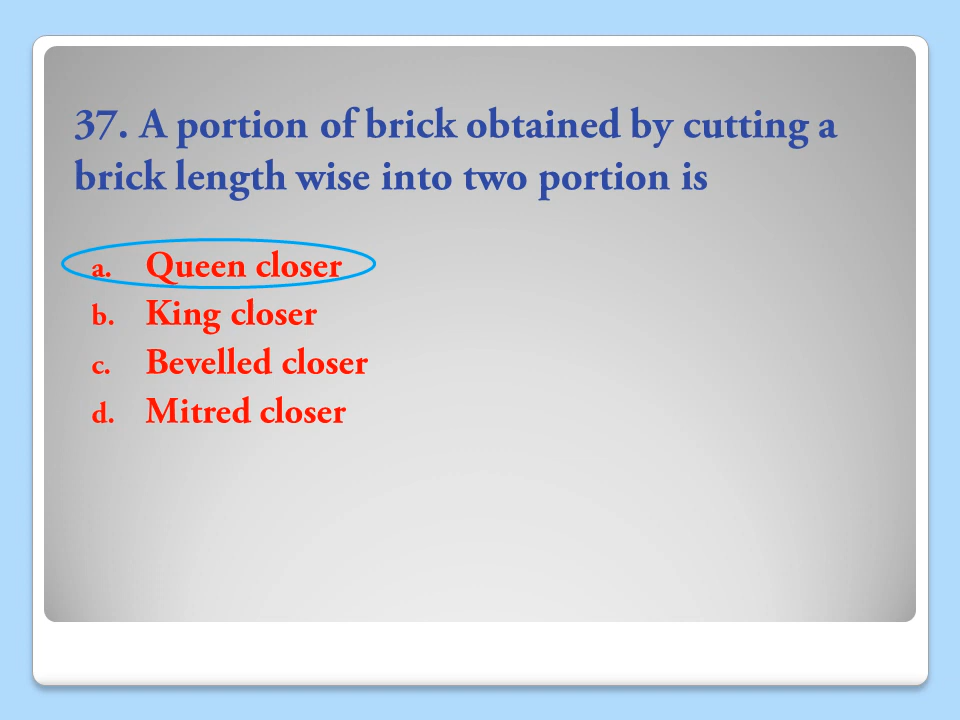 37. A portion of brick obtained by cutting a
brick length wise into two portion is
a. Queen closer
b. King closer
c. Bevelled closer
d. Mitred closer